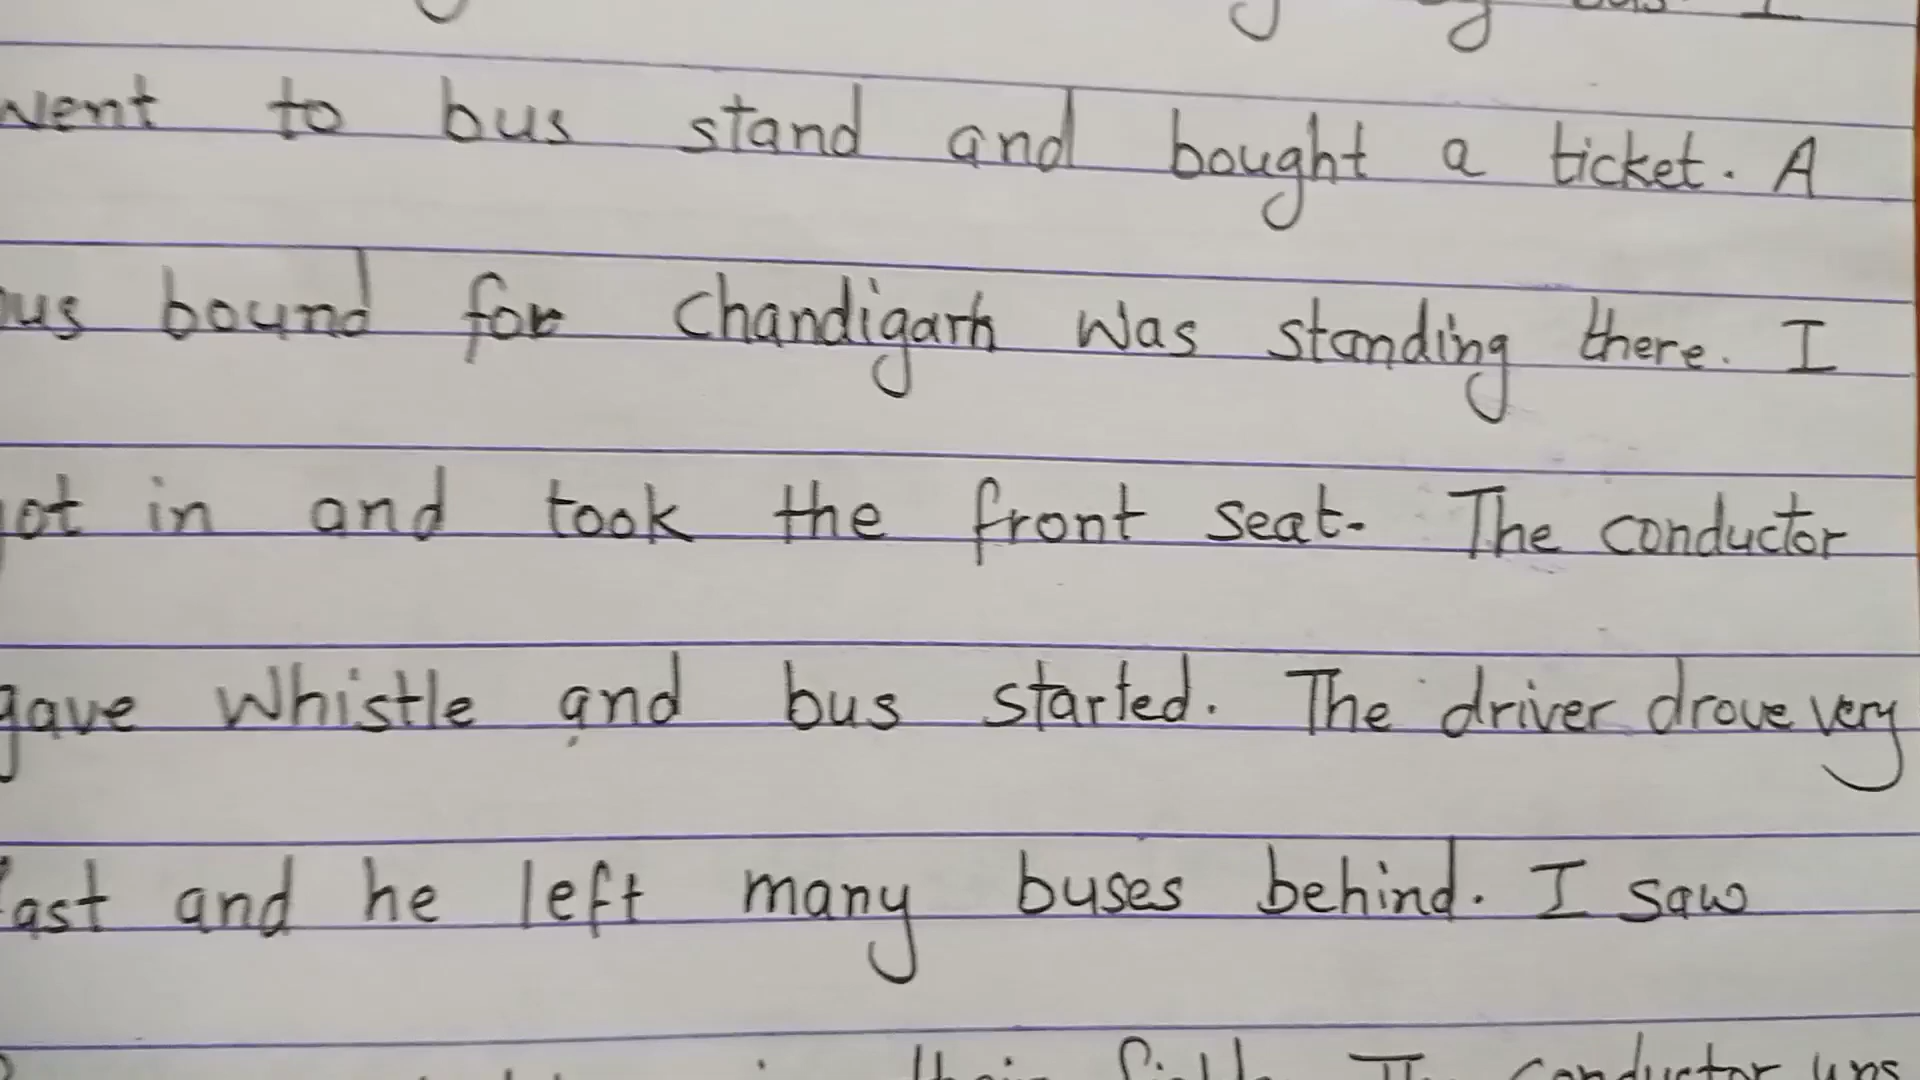 went to bus stand and bought a ticket. A
bus bound for Chandigarh was standing there. I
got in and took the front seat. The conductor
gave whistle and bus started. The driver drove very
fast and he left many buses behind. I saw